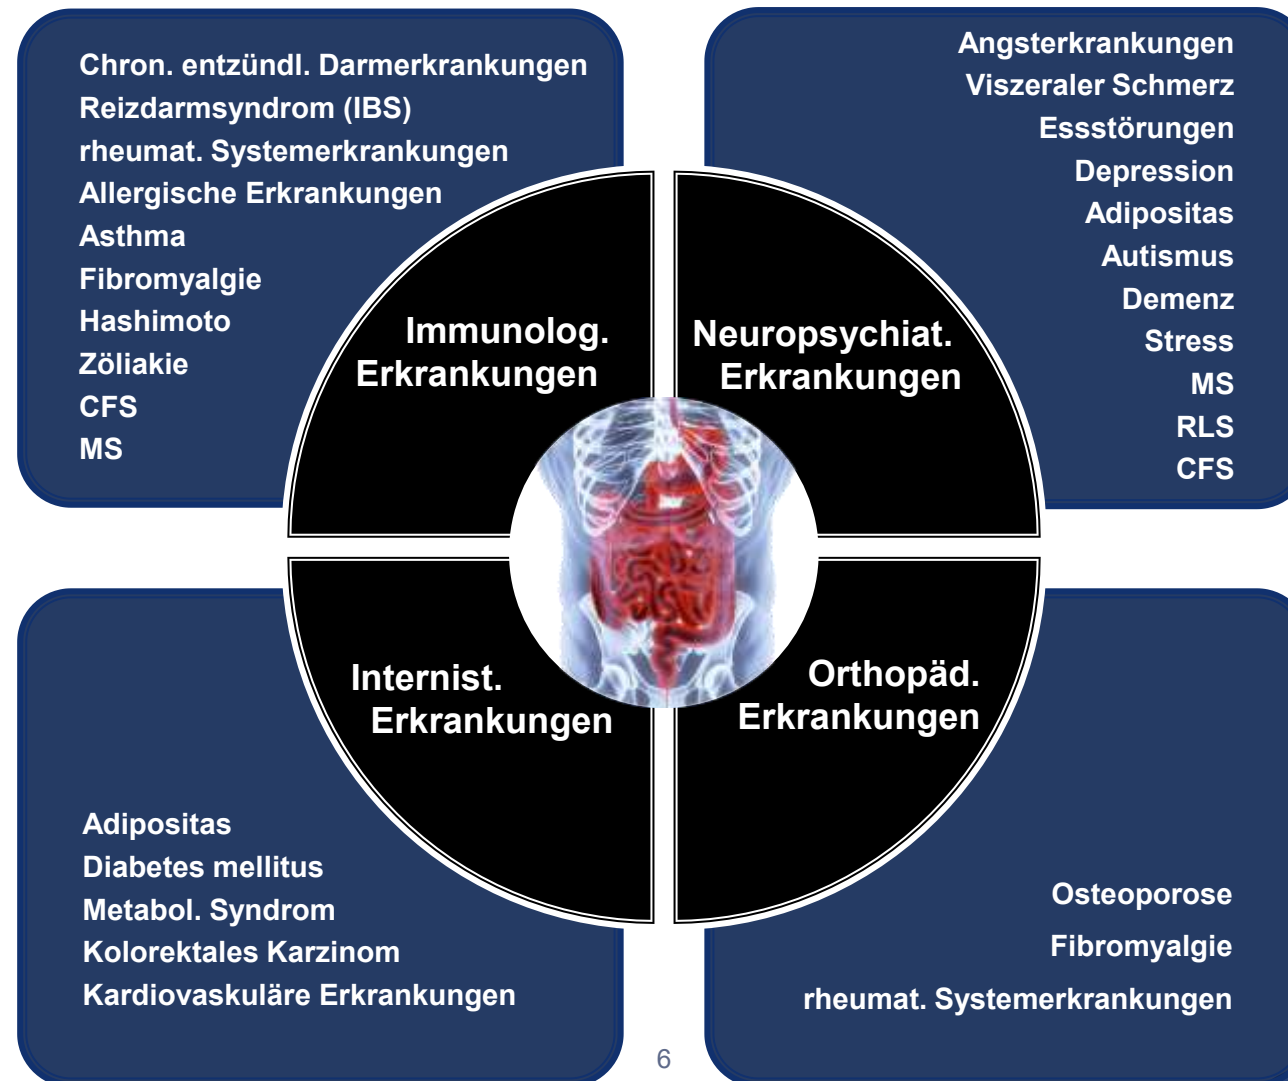 Chron. entzündl. Darmerkrankungen
Reizdarmsyndrom (IBS)
rheumat. Systemerkrankungen
Allergische Erkrankungen
Asthma
Fibromyalgie
Hashimoto
Zöliakie
CFS
MS
Angsterkrankungen
Viszeraler Schmerz
Essstörungen
Depression
Adipositas
Autismus
Demenz
Stress
MS
RLS
CFS
Immunolog.
Erkrankungen
Neuropsychiat.
Erkrankungen
Internist.
Erkrankungen
Orthopäd.
Erkrankungen
Adipositas
Diabetes mellitus
Metabol. Syndrom
Kolorektales Karzinom
Kardiovaskuläre Erkrankungen
Osteoporose
Fibromyalgie
rheumat. Systemerkrankungen
6